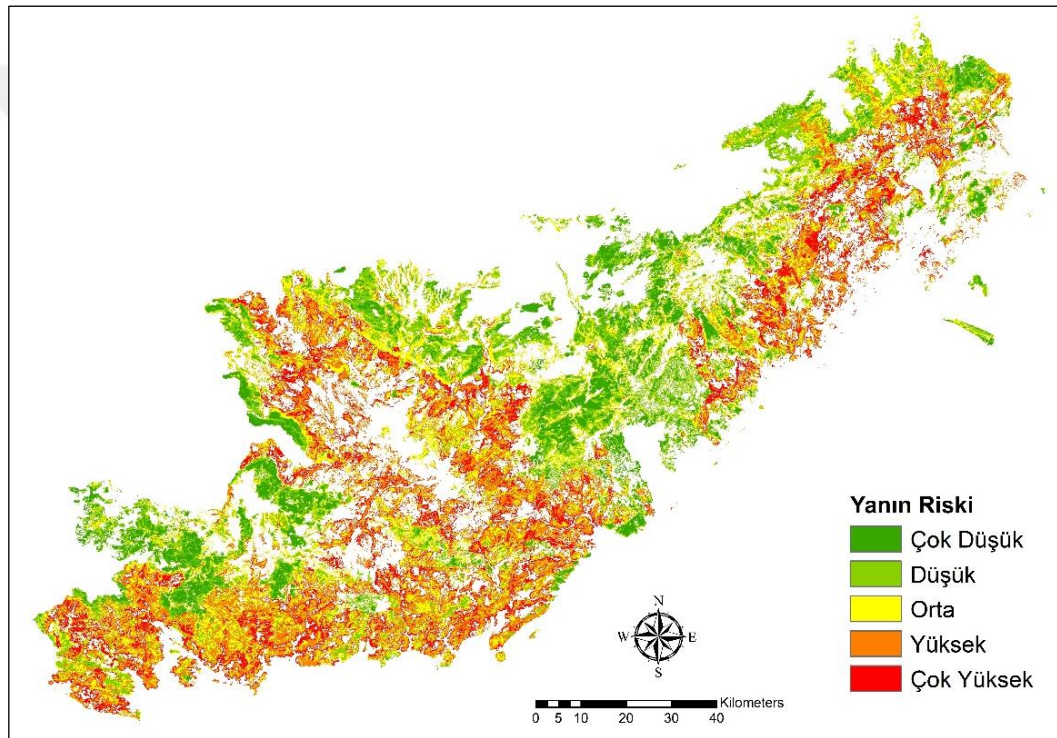 Yanın Riski
Çok Düşük
Düşük
Orta
Yüksek
Çok Yüksek
N
W E
S
Kilometers
0 5 10 20 30 40